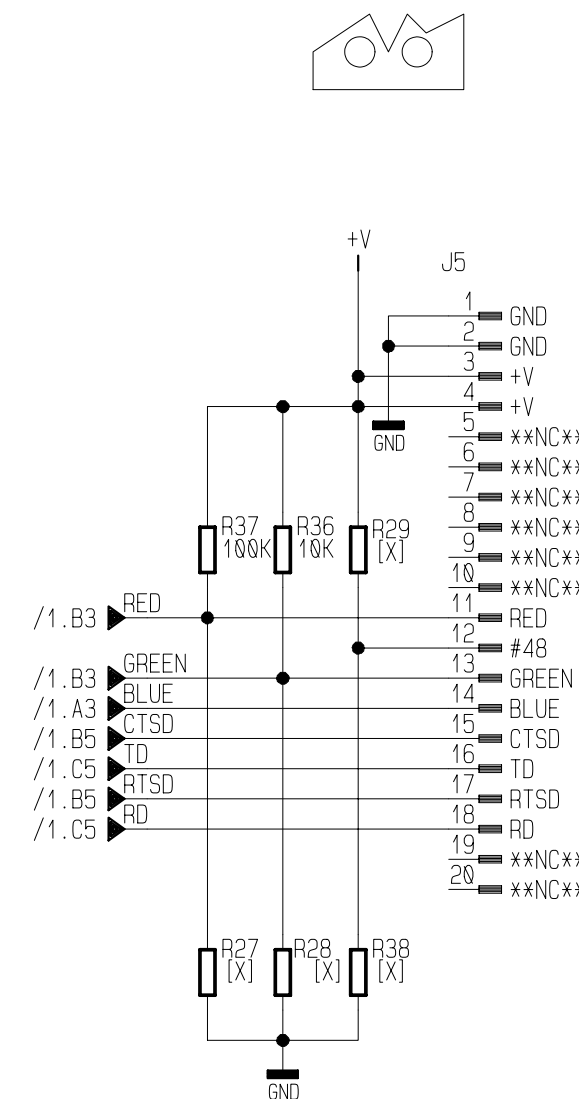 +V
J5
1 GND
2 GND
3 +V
4 +V
GND
5 **NC**
6 **NC**
7 **NC**
8 **NC**
9 **NC**
10 **NC**
R37 R36 R29
100K 10K [X]
/1.B3 RED 11 RED
12 #48
/1.B3 GREEN 13 GREEN
/1.A3 BLUE 14 BLUE
/1.B5 CTSD 15 CTSD
/1.C5 TD 16 TD
/1.B5 RTSD 17 RTSD
/1.C5 RD 18 RD
19 **NC**
20 **NC**
R27 R28 R38
[X] [X] [X]
GND